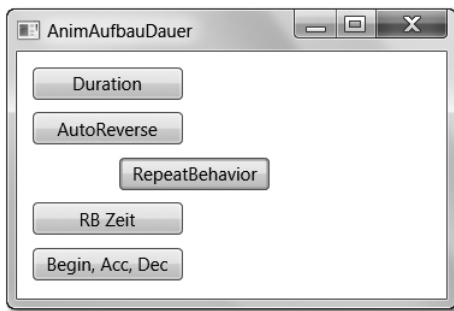 AnimAufbauDauer
Duration
AutoReverse
RepeatBehavior
RB Zeit
Begin, Acc, Dec